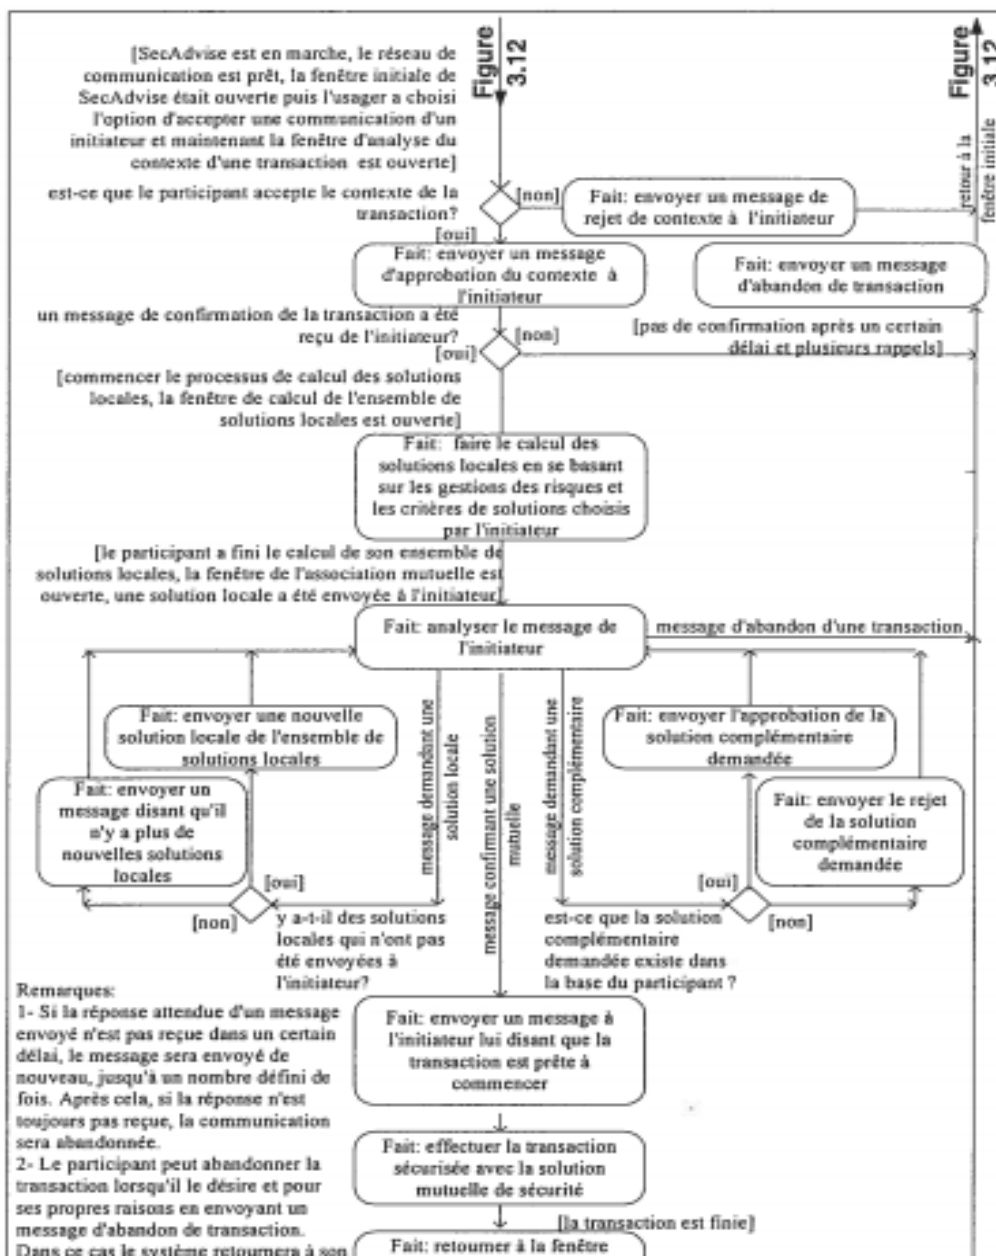 Figure
3.12
Figure
3.12
[SecAdvise est en marche, le réseau de
communication est prêt, la fenêtre initiale de
SecAdvise était ouverte puis l'usager a choisi
l'option d'accepter une communication d'un
initiateur et maintenant la fenêtre d'analyse du
contexte d'une transaction est ouverte]
retour à la
fenêtre initiale
est-ce que le participant accepte le contexte de la
transaction?
[non]
Fait: envoyer un message de
rejet de contexte à l'initiateur
[oui]
Fait: envoyer un message
d'approbation du contexte à
l'initiateur
Fait: envoyer un message
d'abandon de transaction
un message de confirmation de la transaction a été
reçu de l'initiateur?
[non]
[oui]
[pas de confirmation après un certain
délai et plusieurs rappels]
[commencer le processus de calcul des solutions
locales, la fenêtre de calcul de l'ensemble de
solutions locales est ouverte]
Fait: faire le calcul des
solutions locales en se basant
sur les gestions des risques et
les critères de solutions choisis
par l'initiateur
[le participant a fini le calcul de son ensemble de
solutions locales, la fenêtre de l'association mutuelle est
ouverte, une solution locale a été envoyée à l'initiateur]
Fait: analyser le message de
l'initiateur
message d'abandon d'une transaction
Fait: envoyer une nouvelle
solution locale de l'ensemble de
solutions locales
Fait: envoyer un
message disant qu'il
n'y a plus de
nouvelles solutions
locales
message demandant une
solution locale
message confirmant une solution
mutuelle
message demandant une
solution complémentaire
Fait: envoyer l'approbation de la
solution complémentaire
demandée
Fait: envoyer le rejet
de la solution
complémentaire
demandée
[oui]
[non]
y a-t-il des solutions
locales qui n'ont pas
été envoyées à
l'initiateur?
[oui]
[non]
est-ce que la solution
complémentaire
demandée existe dans
la base du participant ?
Remarques:
1- Si la réponse attendue d'un message
envoyé n'est pas reçue dans un certain
délai, le message sera envoyé de
nouveau, jusqu'à un nombre défini de
fois. Après cela, si la réponse n'est
toujours pas reçue, la communication
sera abandonnée.
2- Le participant peut abandonner la
transaction lorsqu'il le désire et pour
ses propres raisons en envoyant un
message d'abandon de transaction.
Dans ce cas le système retournera à son
Fait: envoyer un message à
l'initiateur lui disant que la
transaction est prête à
commencer
Fait: effectuer la transaction
sécurisée avec la solution
mutuelle de sécurité
[la transaction est finie]
Fait: retourner à la fenêtre